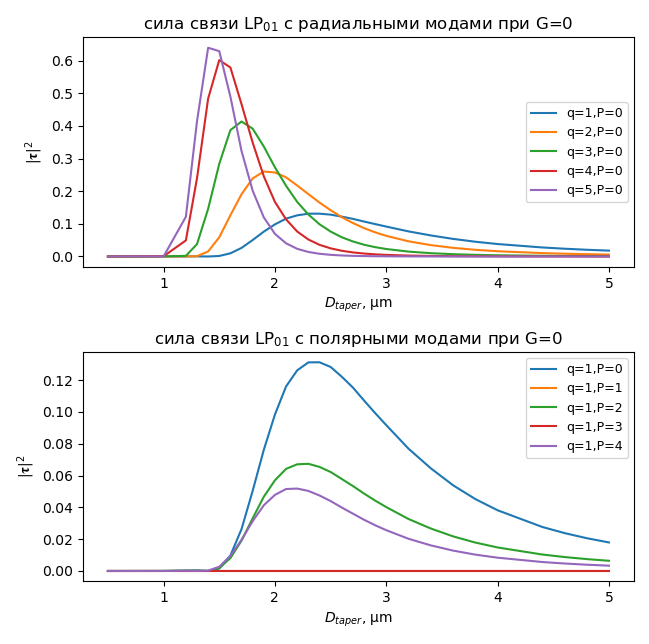 сила связи LP₀₁ с радиальными модами при G=0
|τ|²
0.6
0.5
0.4
0.3
0.2
0.1
0.0
q=1,P=0
q=2,P=0
q=3,P=0
q=4,P=0
q=5,P=0
1 2 3 4 5
D_taper, μm
сила связи LP₀₁ с полярными модами при G=0
|τ|²
0.12
0.10
0.08
0.06
0.04
0.02
0.00
q=1,P=0
q=1,P=1
q=1,P=2
q=1,P=3
q=1,P=4
1 2 3 4 5
D_taper, μm